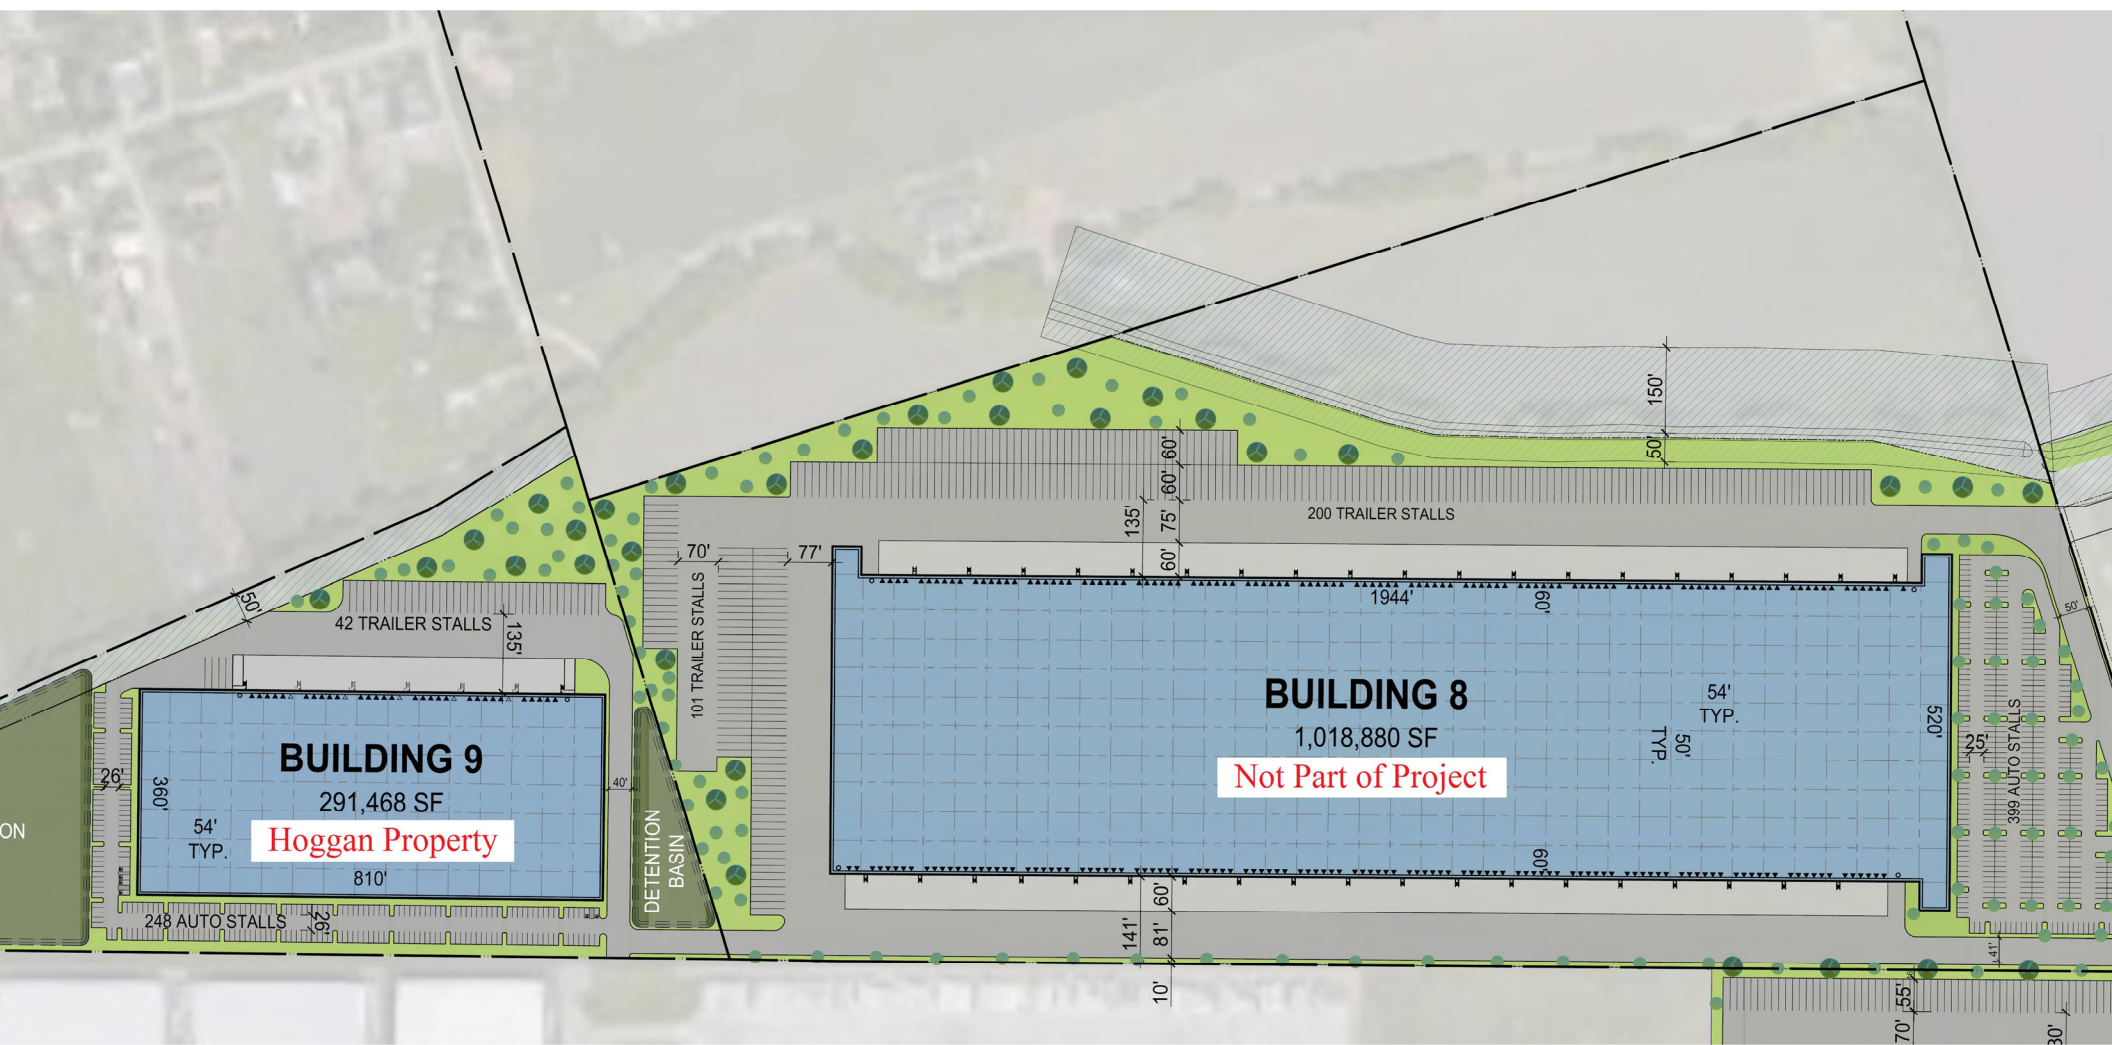 150'
50'
60'
60'
75'
135'
60'
200 TRAILER STALLS
70'
77'
101 TRAILER STALLS
50'
42 TRAILER STALLS
135'
1944'
60'
50'
BUILDING 8
1,018,880 SF
Not Part of Project
54'
TYP.
50'
TYP.
520'
25'
399 AUTO STALLS
BUILDING 9
291,468 SF
Hoggan Property
26'
360'
54'
TYP.
810'
40'
ON
DETENTION
BASIN
248 AUTO STALLS
26'
60'
60'
141'
81'
10'
41'
55'
70'